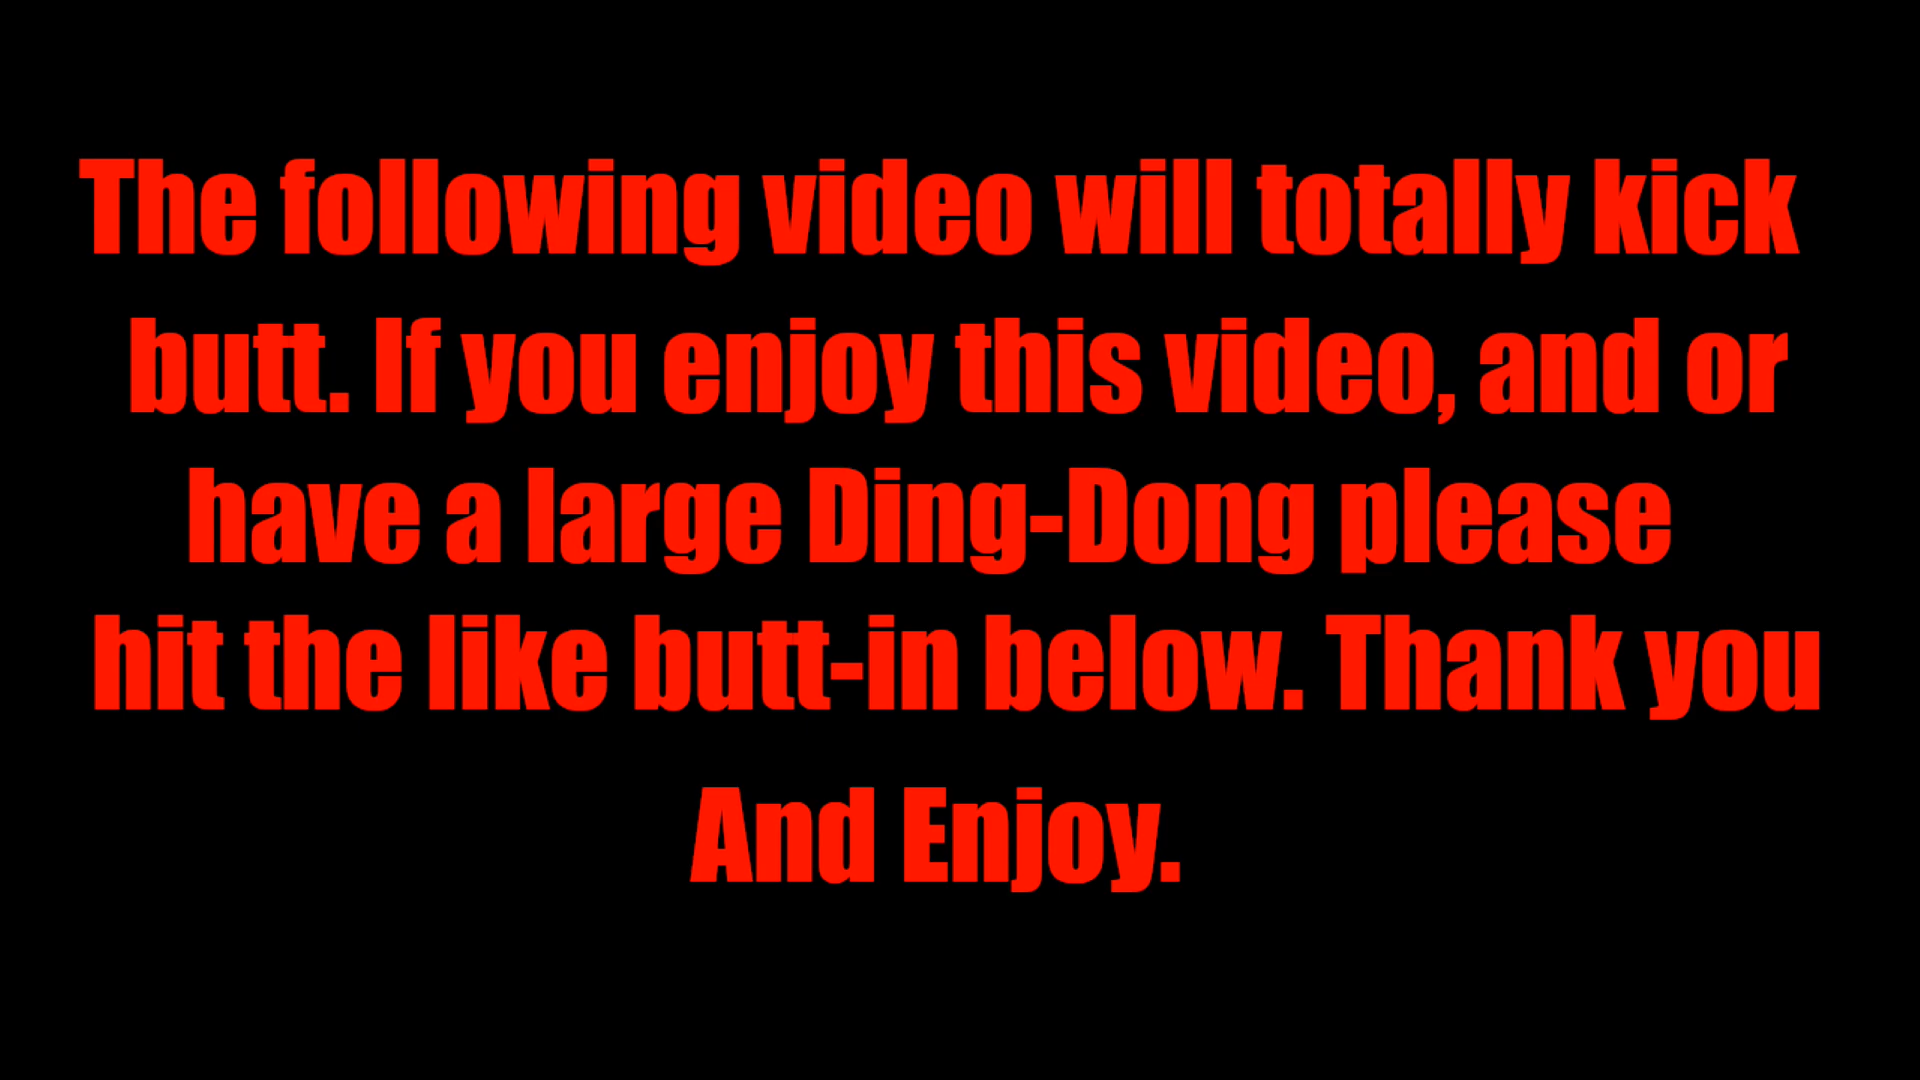 The following video will totally kick
butt. If you enjoy this video, and or
have a large Ding-Dong please
hit the like butt-in below. Thank you
And Enjoy.